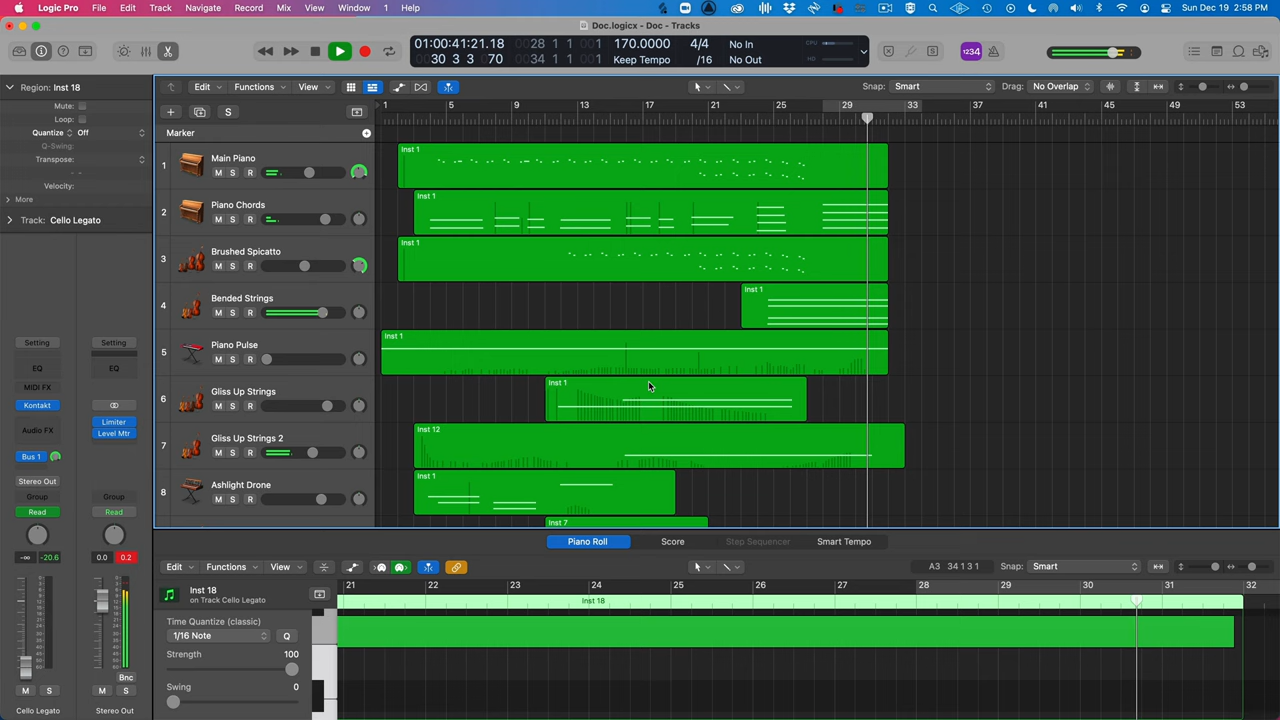 Logic Pro File Edit Track Navigate Record Mix View Window 1 Help Sun Dec 19 2:58 PM
Doc.logicx - Doc - Tracks
01:00:41:21.18 0028 1 1 001 170.0000 4/4 No In CPU
0030 3 3 070 0034 1 1 001 Keep Tempo /16 No Out HD
1234
Region: Inst 18
Mute:
Loop:
Quantize Off
Q-Swing:
Transpose:
Velocity:
More
Track: Cello Legato
Setting Setting
EQ EQ
MIDI FX
Kontakt
Limiter
Audio FX Level Mtr
Bus 1
Stereo Out
Group Group
Read Read
-∞ -20.6 0.0 0.2
Bnc
M S M S
Cello Legato Stereo Out
Edit Functions View Snap: Smart Drag: No Overlap
S
1 5 9 13 17 21 25 29 33 37 41 45 49 53
Marker
1 Main Piano M S R Inst 1
2 Piano Chords M S R Inst 1
3 Brushed Spicatto M S R Inst 1
4 Bended Strings M S R Inst 1
5 Piano Pulse M S R Inst 1
6 Gliss Up Strings M S R Inst 1
7 Gliss Up Strings 2 M S R Inst 12
8 Ashlight Drone M S R Inst 1
Inst 7
Piano Roll Score Step Sequencer Smart Tempo
Edit Functions View A3 34 1 3 1 Snap: Smart
21 22 23 24 25 26 27 28 29 30 31 32
Inst 18
on Track Cello Legato
Inst 18
Time Quantize (classic)
1/16 Note Q
Strength 100
Swing 0